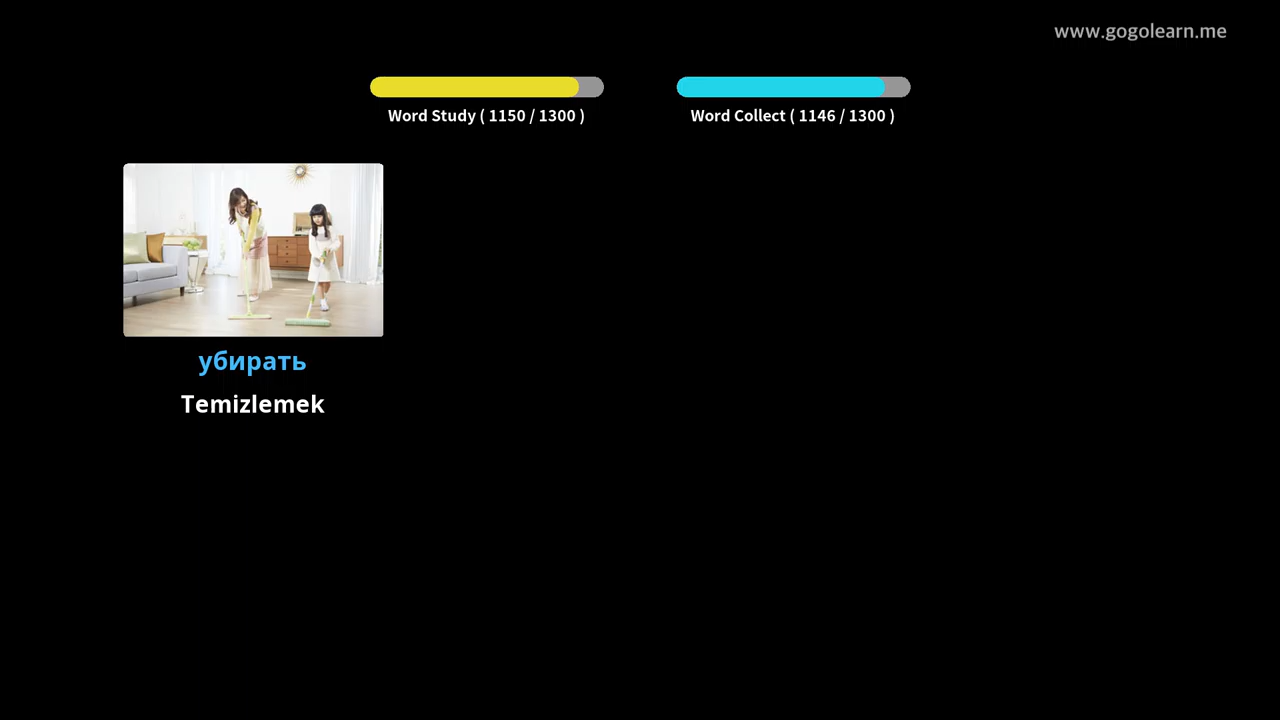 www.gogolearn.me
Word Study ( 1150 / 1300 )
Word Collect ( 1146 / 1300 )
убирать
Temizlemek